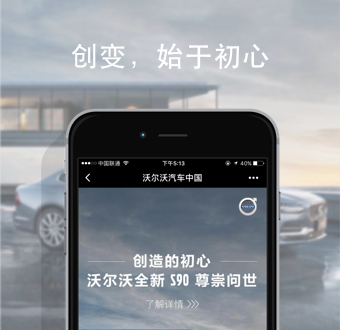 创变，始于初心
中国联通 下午5:13 40%
沃尔沃汽车中国
创造的初心
沃尔沃全新 S90 尊崇问世
了解详情 >>>